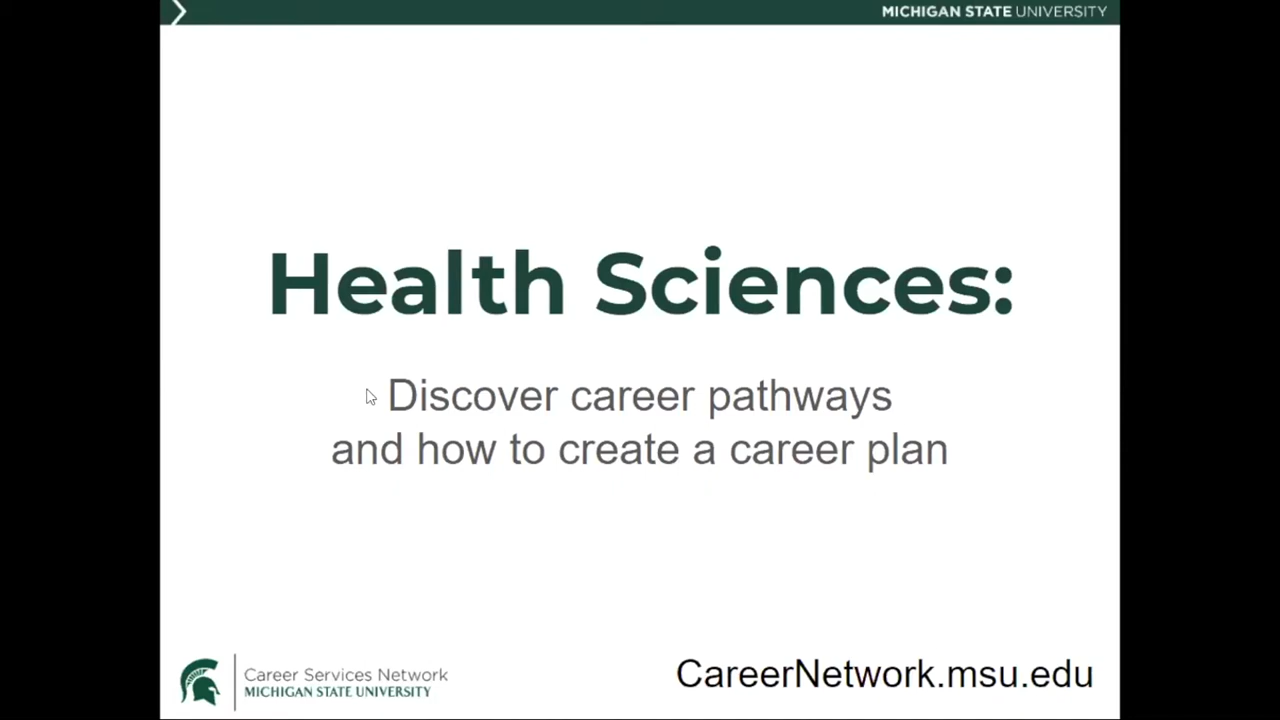 MICHIGAN STATE UNIVERSITY
Health Sciences:
Discover career pathways
and how to create a career plan
Career Services Network
MICHIGAN STATE UNIVERSITY
CareerNetwork.msu.edu